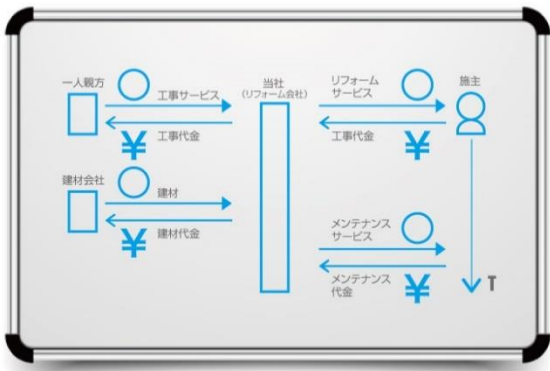 一人親方
工事サービス
工事代金
¥
建材会社
建材
建材代金
¥
当社
(リフォーム会社)
リフォーム
サービス
工事代金
¥
施主
メンテナンス
サービス
メンテナンス
代金
¥
T